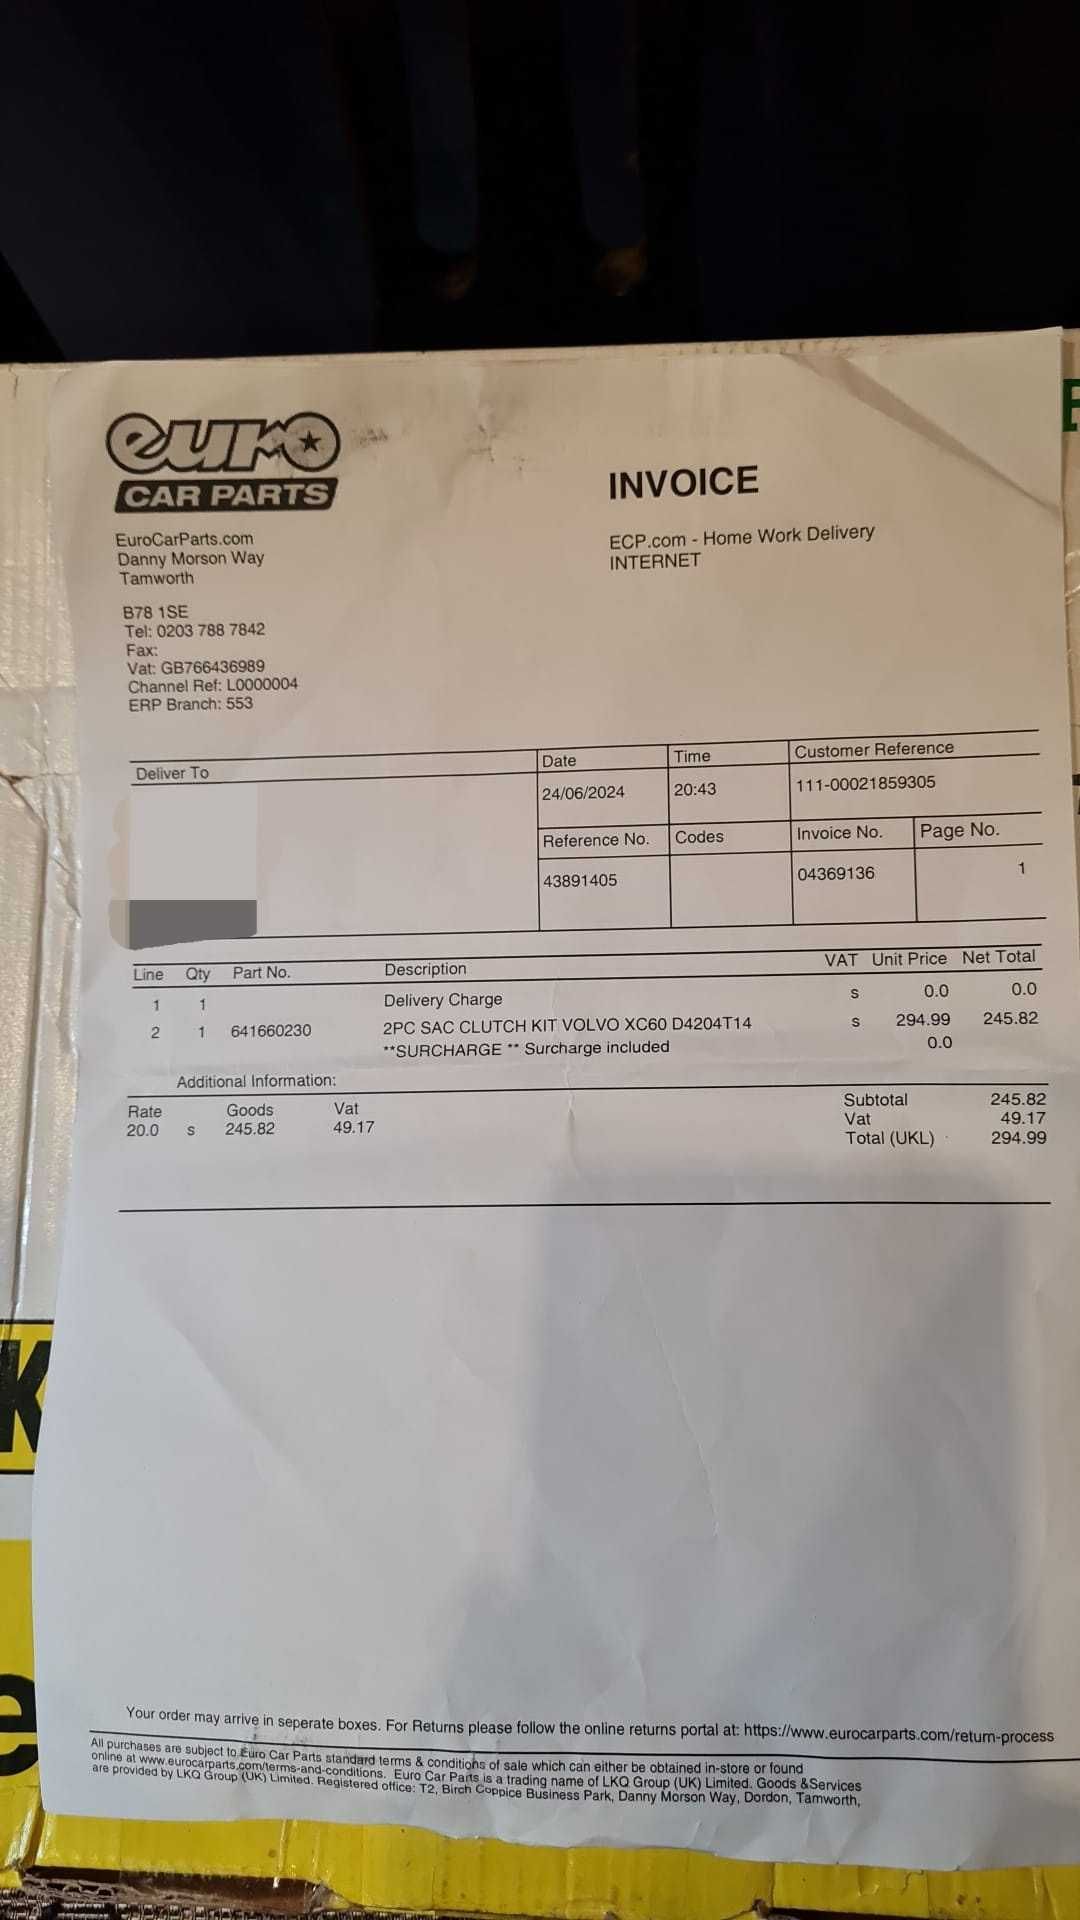 euro
CAR PARTS
INVOICE
EuroCarParts.com
Danny Morson Way
Tamworth
ECP.com - Home Work Delivery
INTERNET
B78 1SE
Tel: 0203 788 7842
Fax:
Vat: GB766436989
Channel Ref: L0000004
ERP Branch: 553
Deliver To
Date Time Customer Reference
24/06/2024 20:43 111-00021859305
Reference No. Codes Invoice No. Page No.
43891405 04369136 1
Line Qty Part No. Description VAT Unit Price Net Total
1 1 Delivery Charge s 0.0 0.0
2 1 641660230 2PC SAC CLUTCH KIT VOLVO XC60 D4204T14 s 294.99 245.82
**SURCHARGE ** Surcharge included 0.0
Additional Information:
Rate Goods Vat Subtotal 245.82
20.0 s 245.82 49.17 Vat 49.17
Total (UKL) 294.99
Your order may arrive in seperate boxes. For Returns please follow the online returns portal at: https://www.eurocarparts.com/return-process
All purchases are subject to Euro Car Parts standard terms & conditions of sale which can either be obtained in-store or found
online at www.eurocarparts.com/terms-and-conditions. Euro Car Parts is a trading name of LKQ Group (UK) Limited. Goods &Services
are provided by LKQ Group (UK) Limited. Registered office: T2, Birch Coppice Business Park, Danny Morson Way, Dordon, Tamworth,
K
e